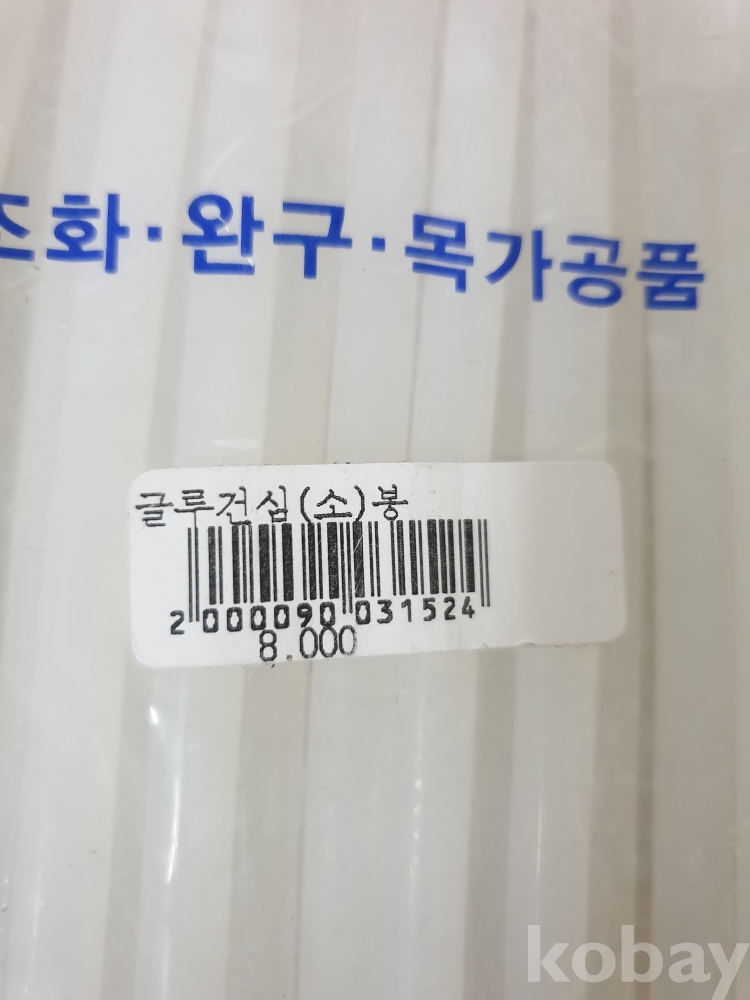 조화·완구·목가공품
글루건심(소)봉
2 000090 031524
8.000
kobay